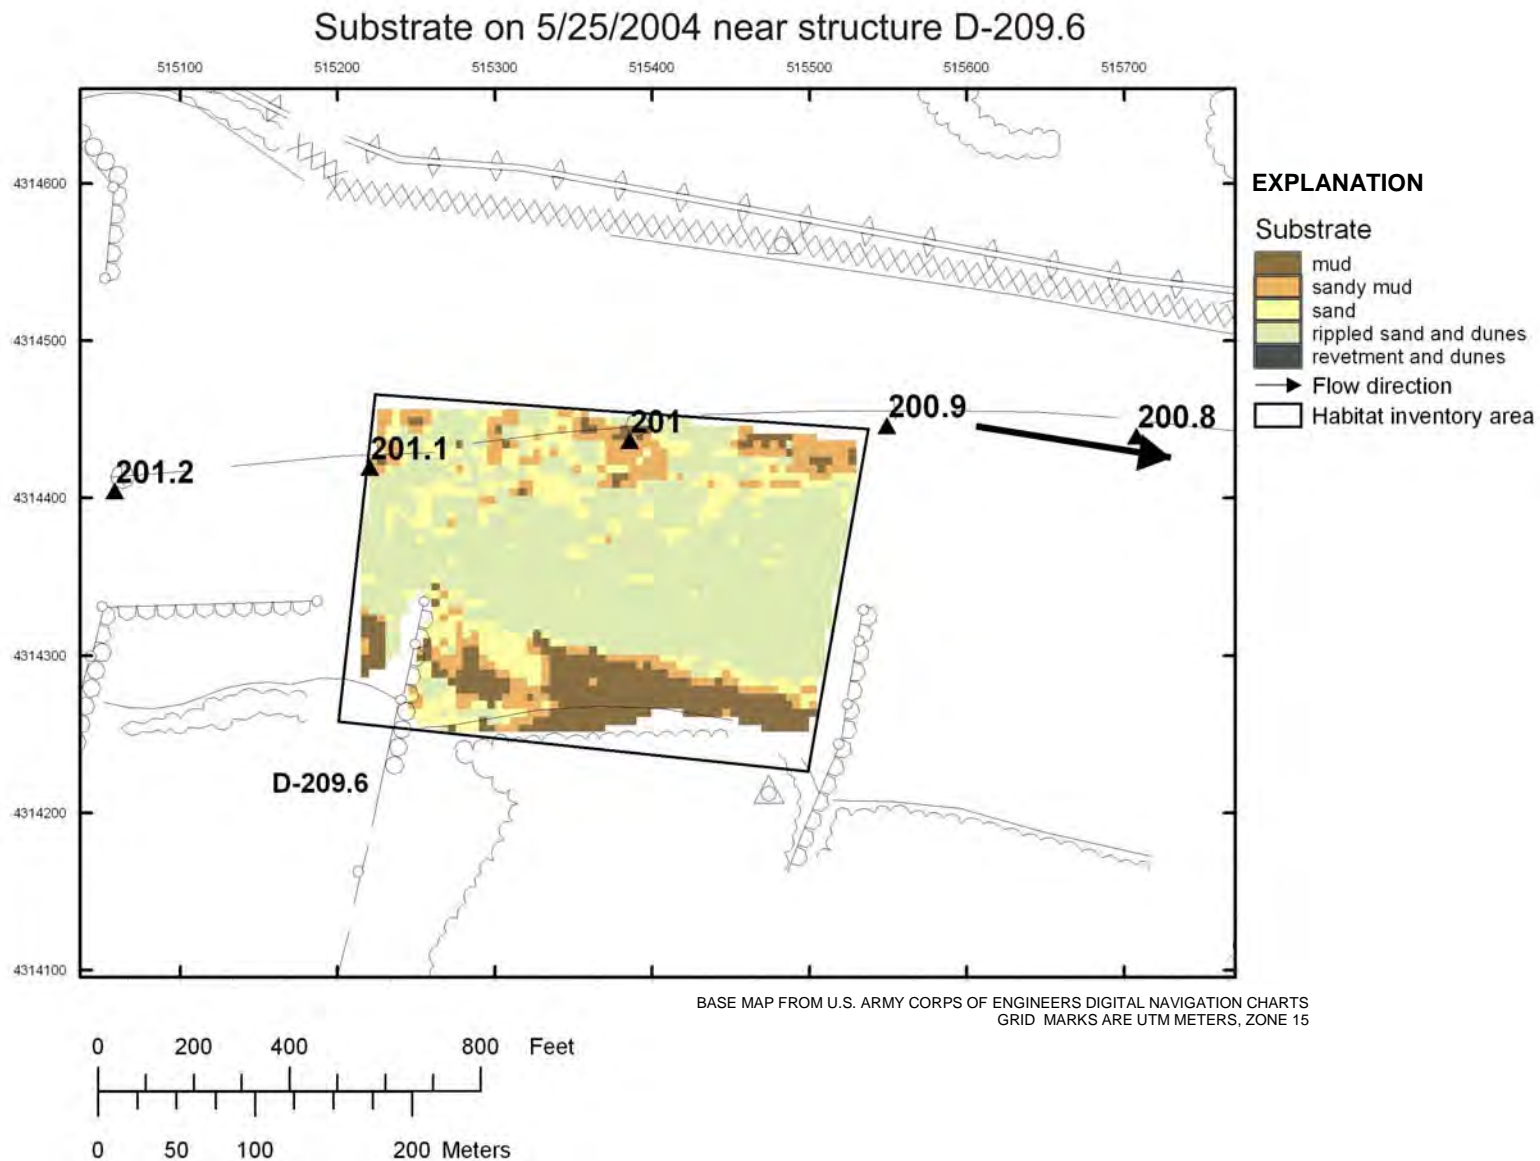 Substrate on 5/25/2004 near structure D-209.6
515100 515200 515300 515400 515500 515600 515700
4314600
4314500
4314400
4314300
4314200
4314100
201.2
201.1
201
200.9
200.8
D-209.6
EXPLANATION
Substrate
mud
sandy mud
sand
rippled sand and dunes
revetment and dunes
Flow direction
Habitat inventory area
BASE MAP FROM U.S. ARMY CORPS OF ENGINEERS DIGITAL NAVIGATION CHARTS
GRID MARKS ARE UTM METERS, ZONE 15
0 200 400 800 Feet
0 50 100 200 Meters